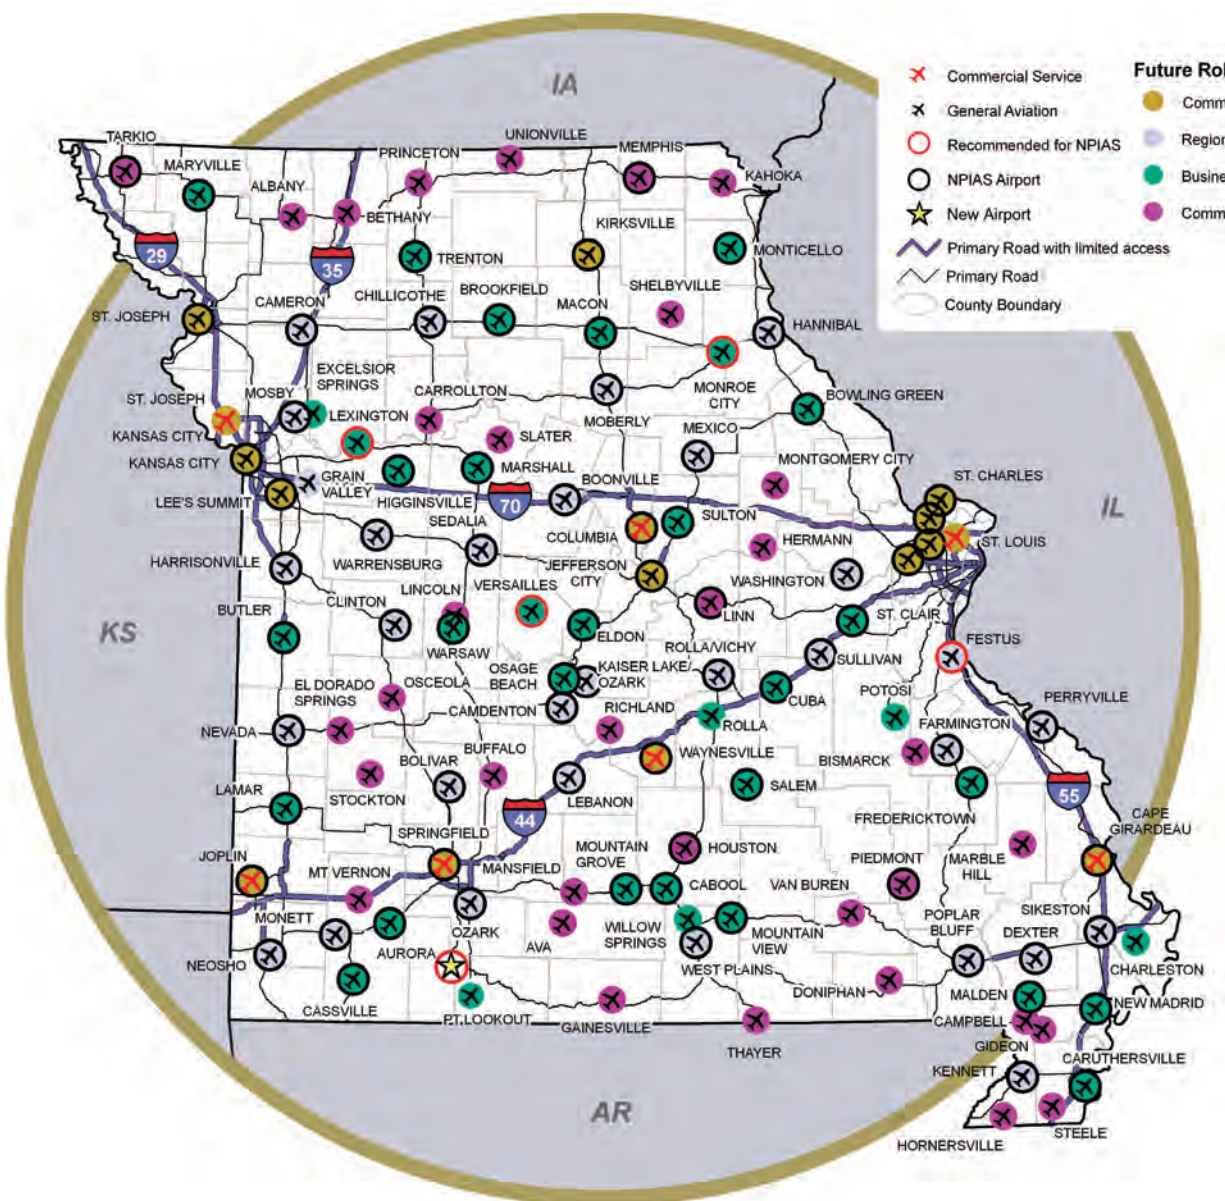 IA
Commercial Service
General Aviation
Recommended for NPIAS
NPIAS Airport
New Airport
Primary Road with limited access
Primary Road
County Boundary
Future Rol
Comm
Region
Busine
Comm
TARKIO
MARYVILLE
ALBANY
BETHANY
PRINCETON
UNIONVILLE
MEMPHIS
KAHOKA
KIRKSVILLE
MONTICELLO
29
35
TRENTON
SHELBYVILLE
ST. JOSEPH
CAMERON
CHILLICOTHE
BROOKFIELD
MACON
HANNIBAL
EXCELSIOR
SPRINGS
ST. JOSEPH
MOSBY
LEXINGTON
CARROLLTON
MOBERLY
MONROE
CITY
BOWLING GREEN
KANSAS CITY
SLATER
MEXICO
KANSAS CITY
GRAIN
VALLEY
HIGGINSVILLE
MARSHALL
BOONVILLE
MONTGOMERY CITY
ST. CHARLES
LEE'S SUMMIT
70
SEDALIA
COLUMBIA
SULTON
HERMANN
ST. LOUIS
IL
HARRISONVILLE
WARRENSBURG
JEFFERSON
CITY
WASHINGTON
LINCOLN
VERSAILLES
KS
BUTLER
CLINTON
WARSAW
ELDON
LINN
ST. CLAIR
FESTUS
ROLLA/VICHY
SULLIVAN
OSAGE
BEACH
KAISER LAKE/
OZARK
EL DORADO
SPRINGS
OSCEOLA
CUBA
POTOSI
PERRYVILLE
NEVADA
CAMDENTON
RICHLAND
ROLLA
FARMINGTON
BUFFALO
WAYNESVILLE
BISMARCK
BOLIVAR
LAMAR
STOCKTON
LEBANON
SALEM
55
44
FREDERICKTOWN
CAPE
GIRARDEAU
SPRINGFIELD
JOPLIN
MT VERNON
MANSFIELD
MOUNTAIN
GROVE
HOUSTON
PIEDMONT
MARBLE
HILL
CABOOL
VAN BUREN
MONETT
OZARK
AVA
WILLOW
SPRINGS
MOUNTAIN
VIEW
POPLAR
BLUFF
DEXTER
SIKESTON
NEOSHO
AURORA
WEST PLAINS
CHARLESTON
CASSVILLE
DONIPHAN
MALDEN
NEW MADRID
P.T. LOOKOUT
GAINESVILLE
CAMPBELL
THAYER
GIDEON
CARUTHERSVILLE
KENNETT
AR
HORNERSVILLE
STEELE